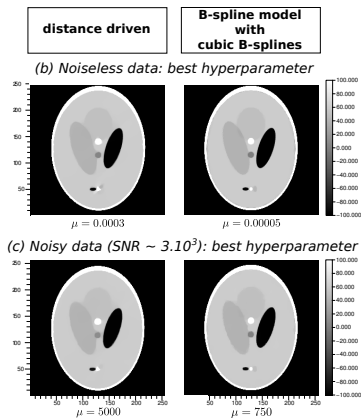 distance driven
B-spline model
with
cubic B-splines
(b) Noiseless data: best hyperparameter
250
200
150
100
50
100.000
80.000
60.000
40.000
20.000
0.000
−20.000
−40.000
−60.000
−80.000
−100.000
μ = 0.0003
μ = 0.00005
(c) Noisy data (SNR ~ 3.10³): best hyperparameter
250
200
150
100
50
100.000
80.000
60.000
40.000
20.000
0.000
−20.000
−40.000
−60.000
−80.000
−100.000
50 100 150 200 250
50 100 150 200 250
μ = 5000
μ = 750